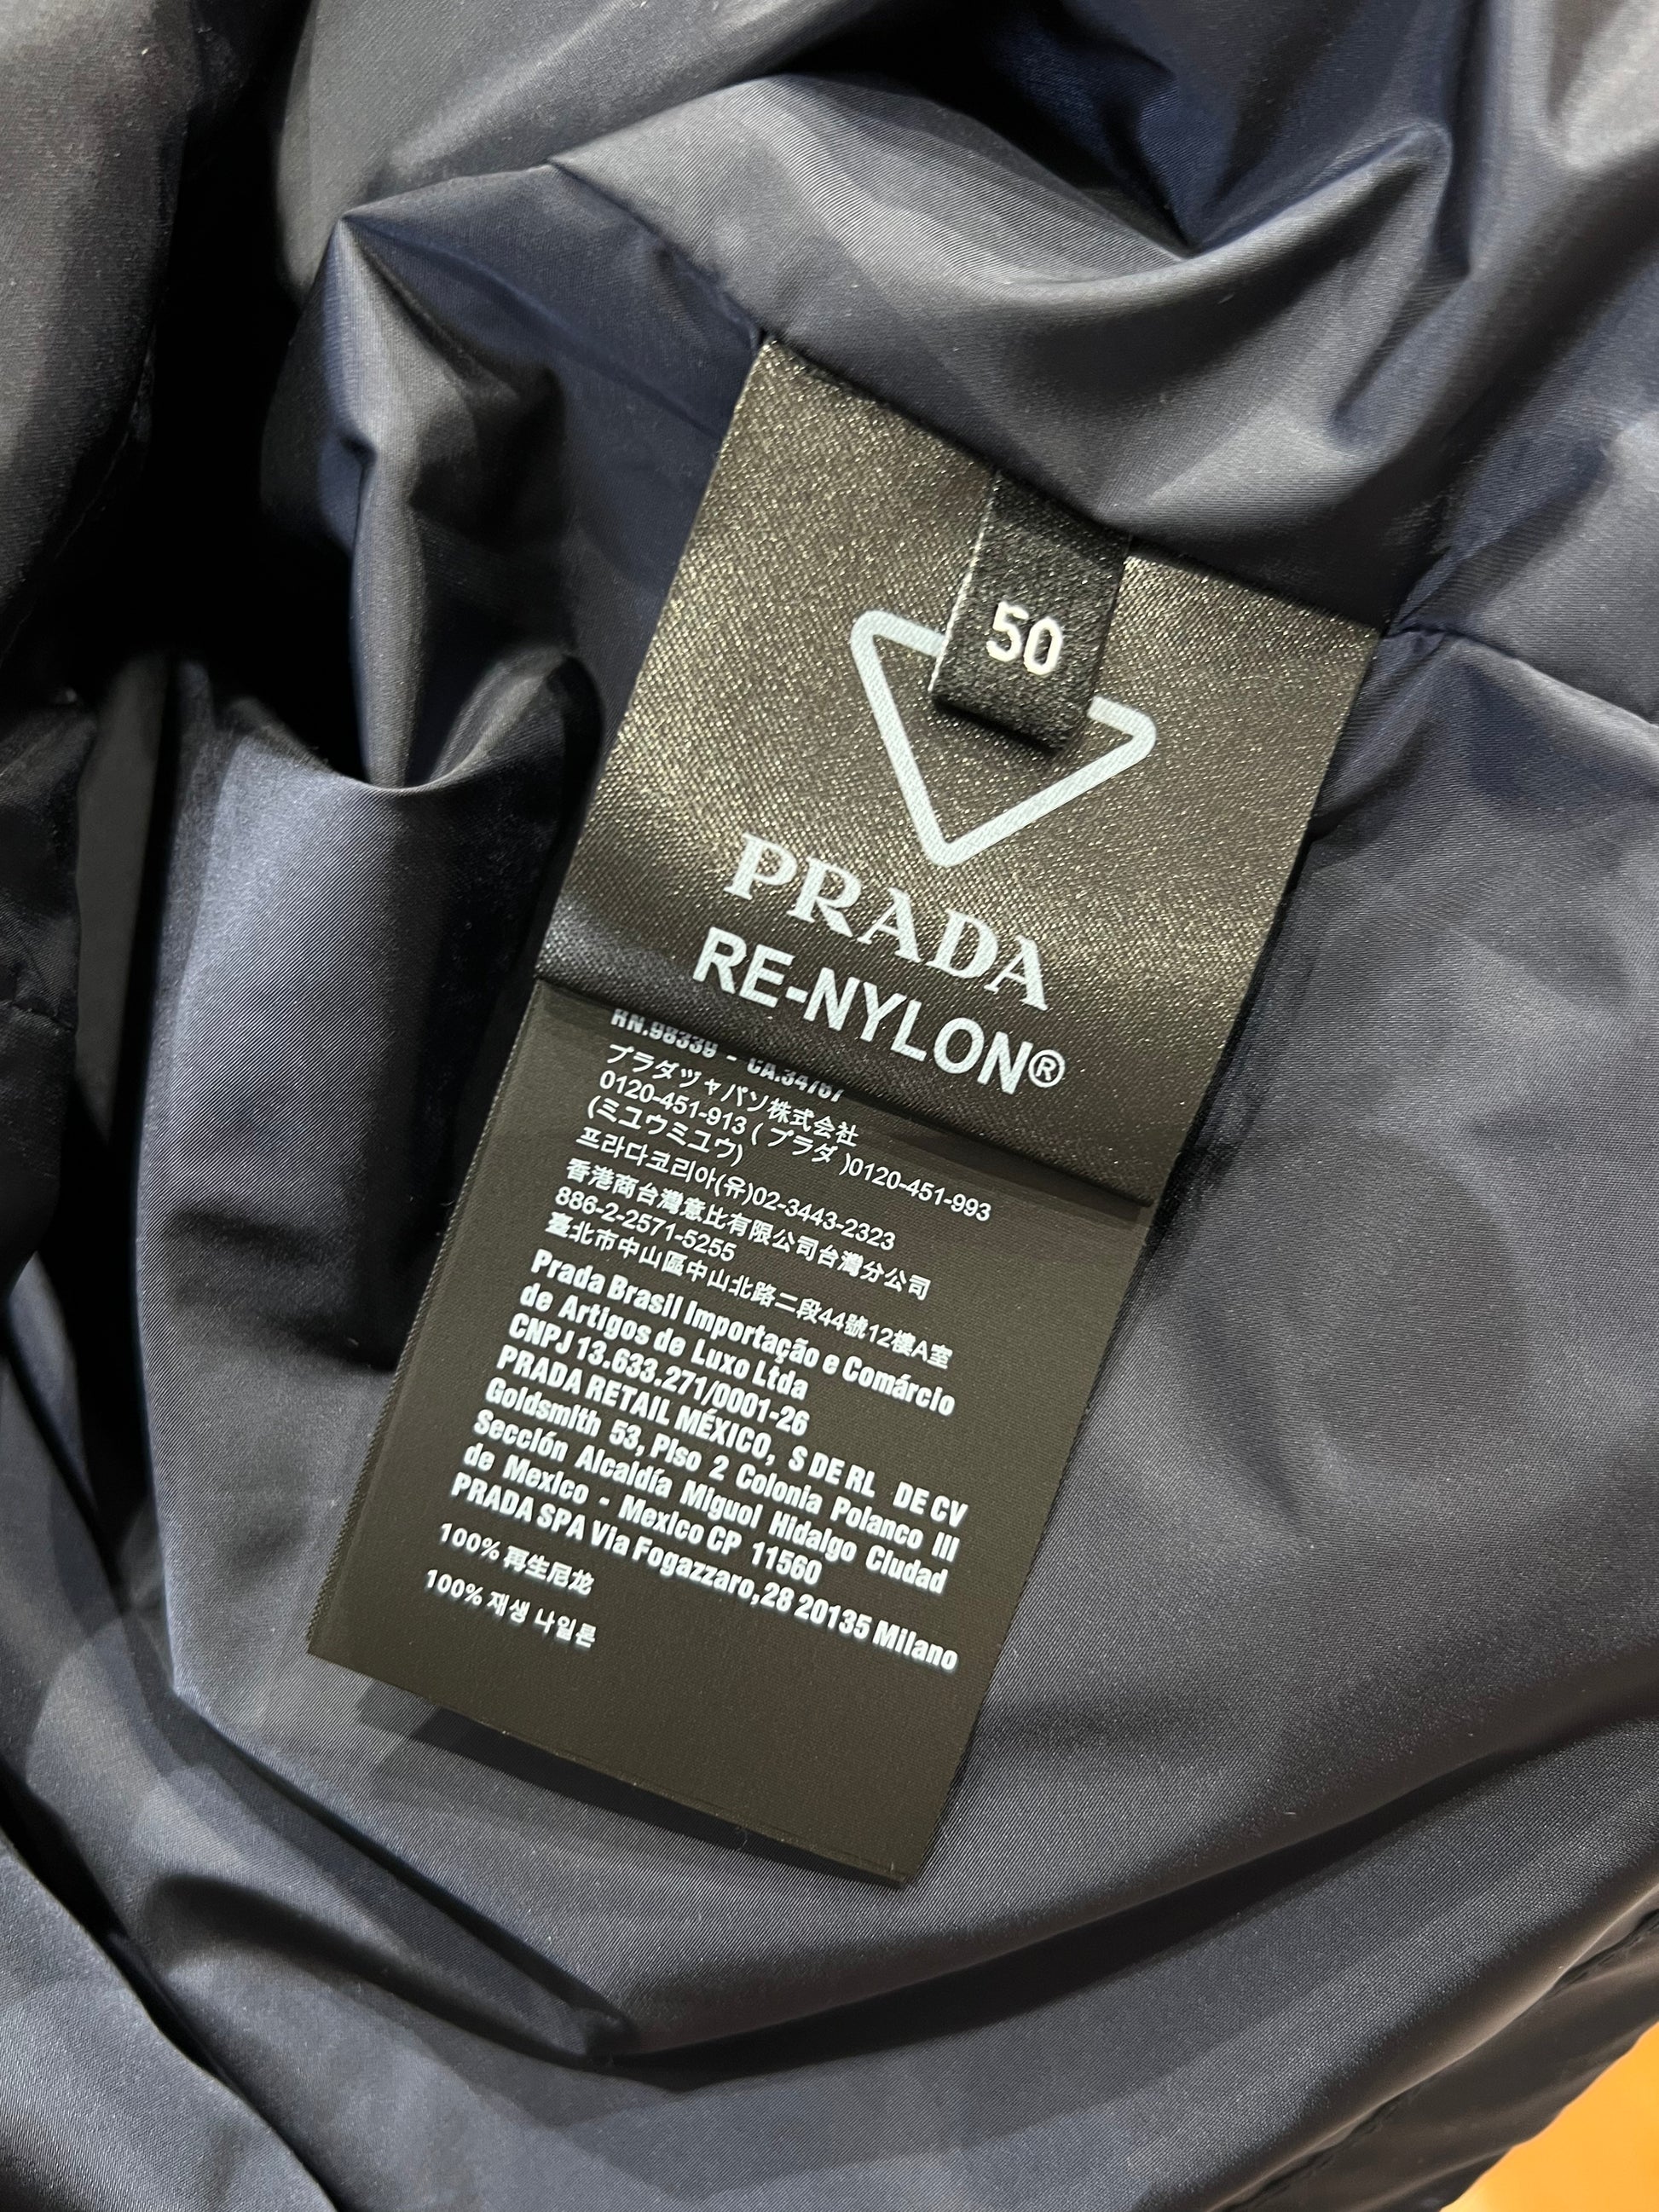 50
PRADA
RE-NYLON®
RN.98339 - CA.34767
プラダジャパン株式会社
0120-451-913 ( プラダ )0120-451-993
(ミュウミュウ)
프라다코리아(유)02-3443-2323
香港商台灣意比有限公司台灣分公司
886-2-2571-5255
臺北市中山區中山北路二段44號12樓A室
Prada Brasil Importação e Comárcio
de Artigos de Luxo Ltda
CNPJ 13.633.271/0001-26
PRADA RETAIL MÉXICO, S DE RL DE CV
Goldsmith 53, Piso 2 Colonia Polanco III
Sección Alcaldía Miguol Hidalgo Ciudad
de Mexico - Mexico CP 11560
PRADA SPA Via Fogazzaro,28 20135 Milano
100% 再生尼龙
100% 재생 나일론